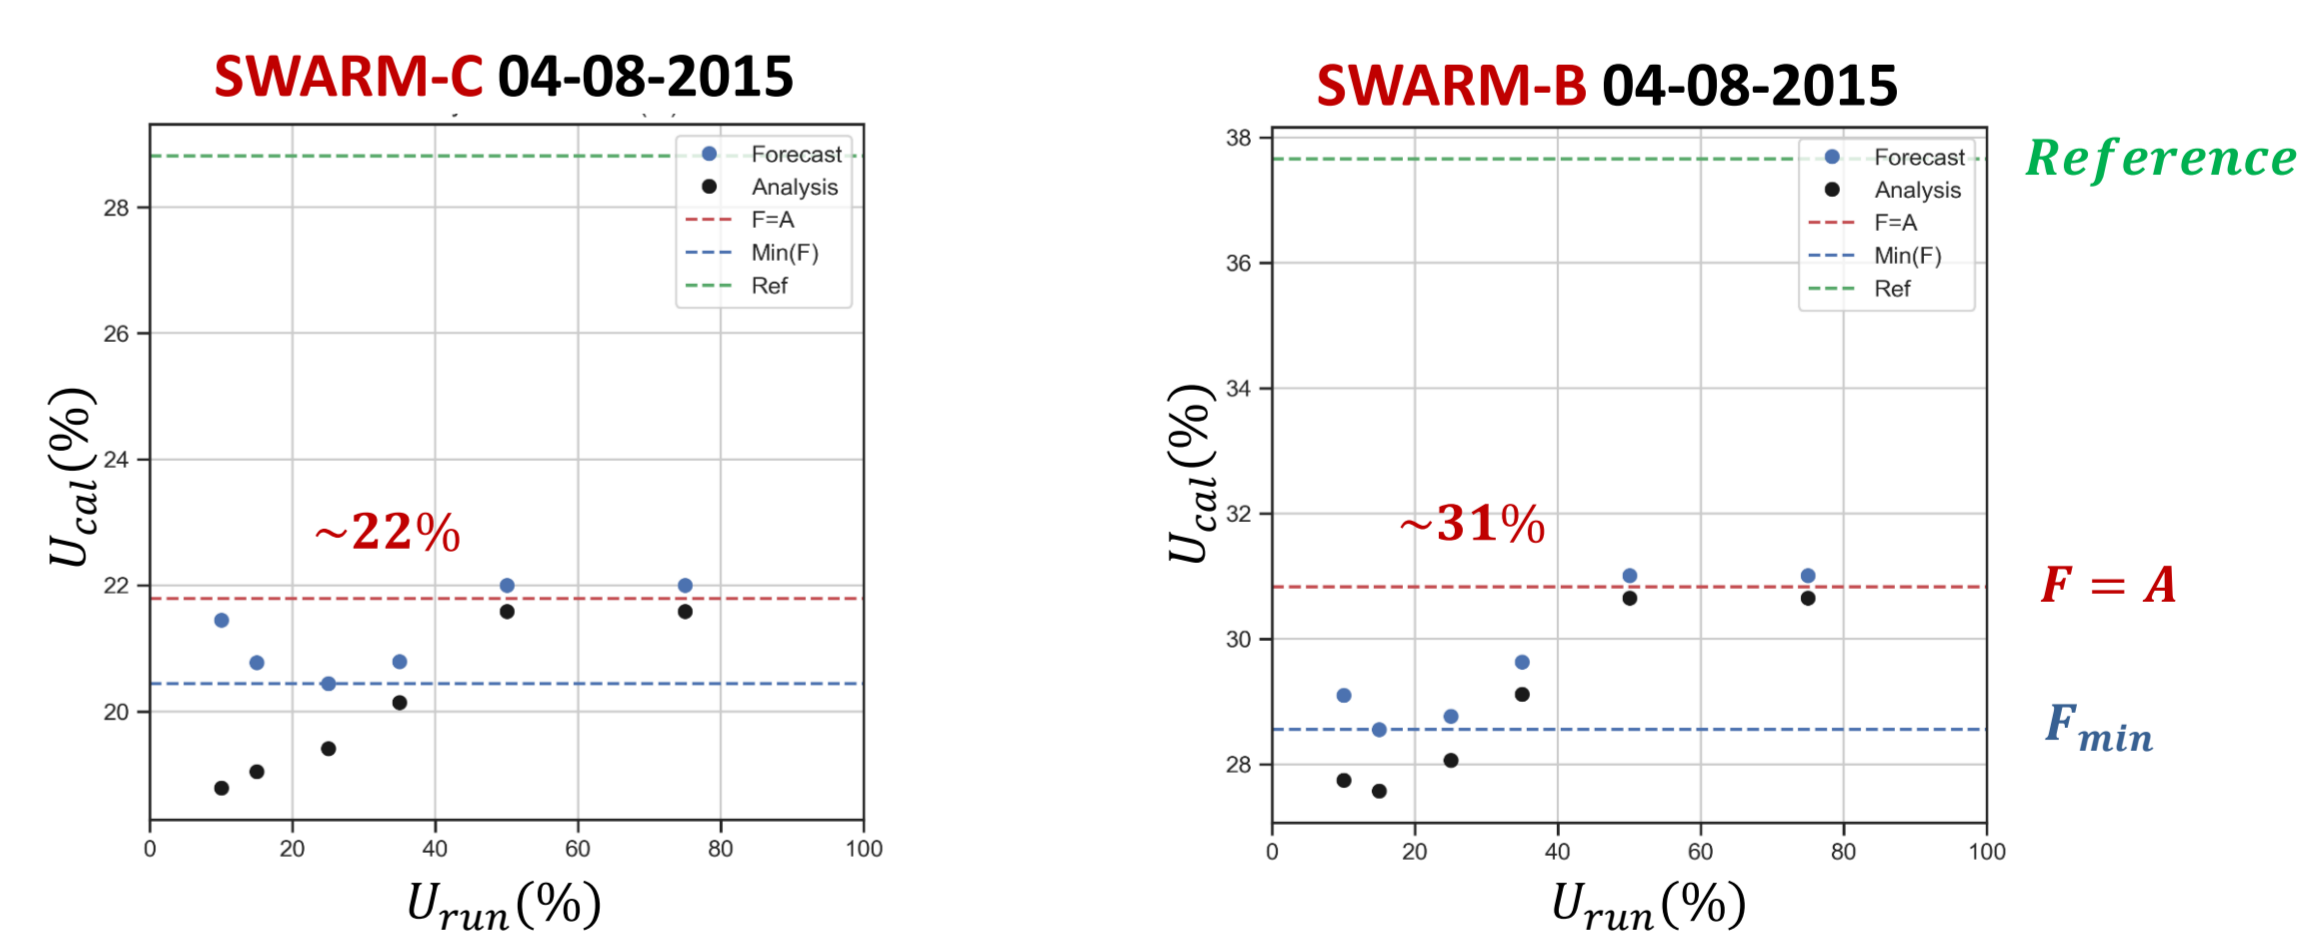 SWARM-C 04-08-2015
Forecast
Analysis
F=A
Min(F)
Ref
28
26
24
22
20
~22%
U_cal(%)
0 20 40 60 80 100
U_run(%)
SWARM-B 04-08-2015
Forecast
Analysis
F=A
Min(F)
Ref
38
36
34
32
30
28
~31%
U_cal(%)
0 20 40 60 80 100
U_run(%)
Reference
F = A
F_min